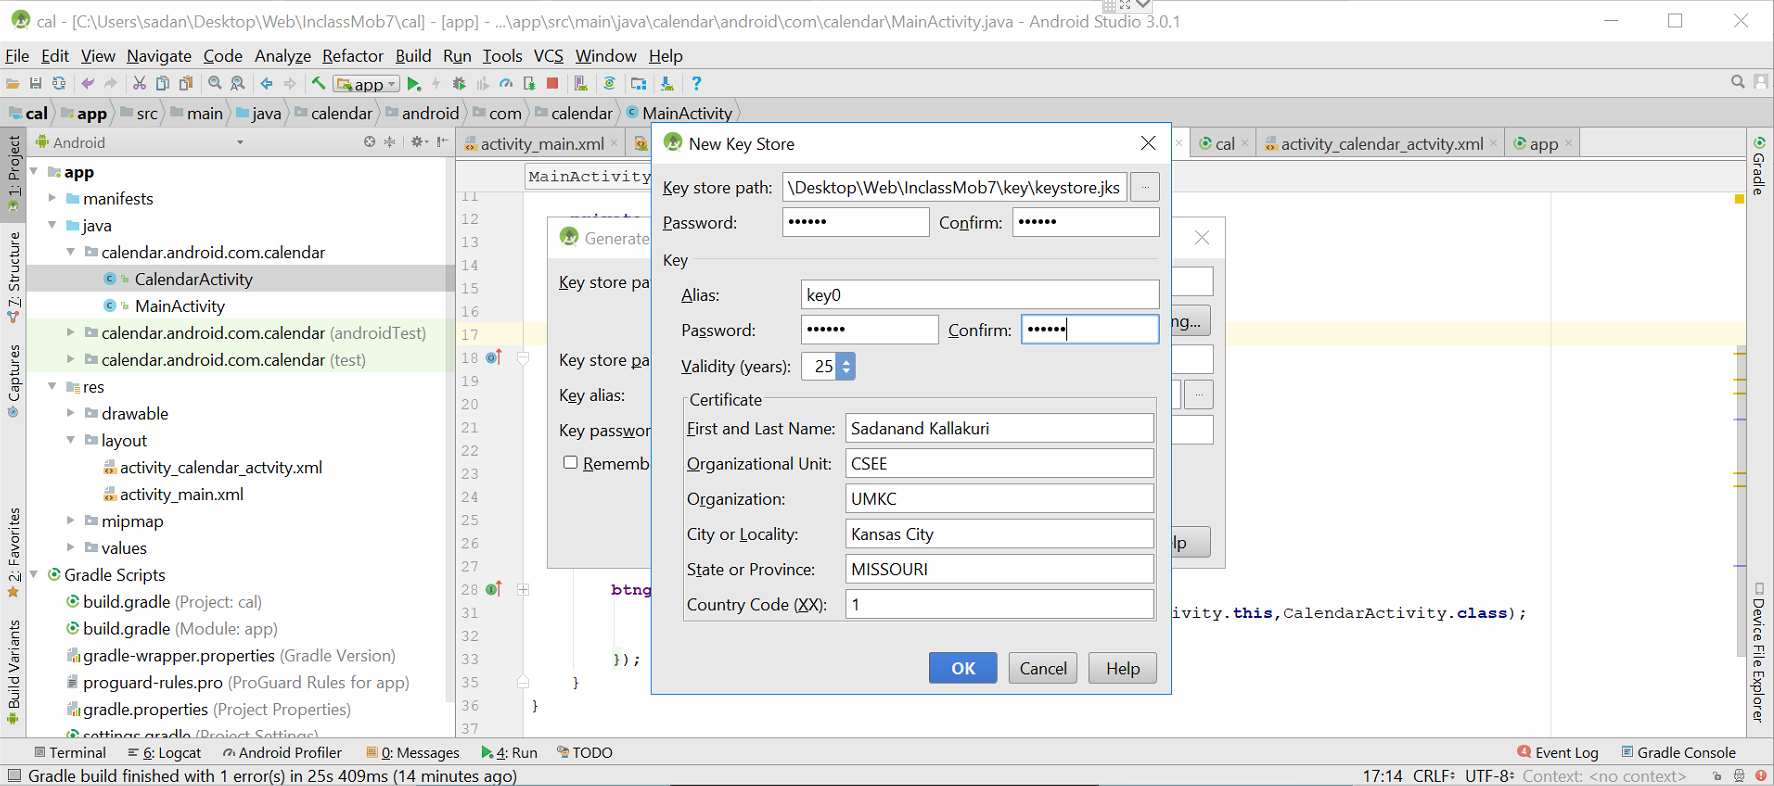 cal - [C:\Users\sadan\Desktop\Web\InclassMob7\cal] - [app] - ...\app\src\main\java\calendar\android\com\calendar\MainActivity.java - Android Studio 3.0.1
File Edit View Navigate Code Analyze Refactor Build Run Tools VCS Window Help
app
cal app src main java calendar android com calendar MainActivity
Android
activity_main.xml cal activity_calendar_actvity.xml app
1: Project
7: Structure
Captures
2: Favorites
Build Variants
app
manifests
java
calendar.android.com.calendar
CalendarActivity
MainActivity
calendar.android.com.calendar (androidTest)
calendar.android.com.calendar (test)
res
drawable
layout
activity_calendar_actvity.xml
activity_main.xml
mipmap
values
Gradle Scripts
build.gradle (Project: cal)
build.gradle (Module: app)
gradle-wrapper.properties (Gradle Version)
proguard-rules.pro (ProGuard Rules for app)
gradle.properties (Project Properties)
settings.gradle (Project Settings)
MainActivity
11
12 private
13
14
15
16
17
18
19
20
21
22
23
24
25
26
27
28 btng
31 ivity.this,CalendarActivity.class);
32
33 });
35 }
36 }
37
Generate
Key store pa
ng...
Key store pa
Key alias:
...
Key passwor
Rememb
lp
New Key Store
Key store path: \Desktop\Web\InclassMob7\key\keystore.jks ...
Password: •••••• Confirm: ••••••
Key
Alias: key0
Password: •••••• Confirm: ••••••
Validity (years): 25
Certificate
First and Last Name: Sadanand Kallakuri
Organizational Unit: CSEE
Organization: UMKC
City or Locality: Kansas City
State or Province: MISSOURI
Country Code (XX): 1
OK Cancel Help
Gradle
Device File Explorer
Terminal 6: Logcat Android Profiler 0: Messages 4: Run TODO 4 Event Log Gradle Console
Gradle build finished with 1 error(s) in 25s 409ms (14 minutes ago) 17:14 CRLF UTF-8 Context: <no context>